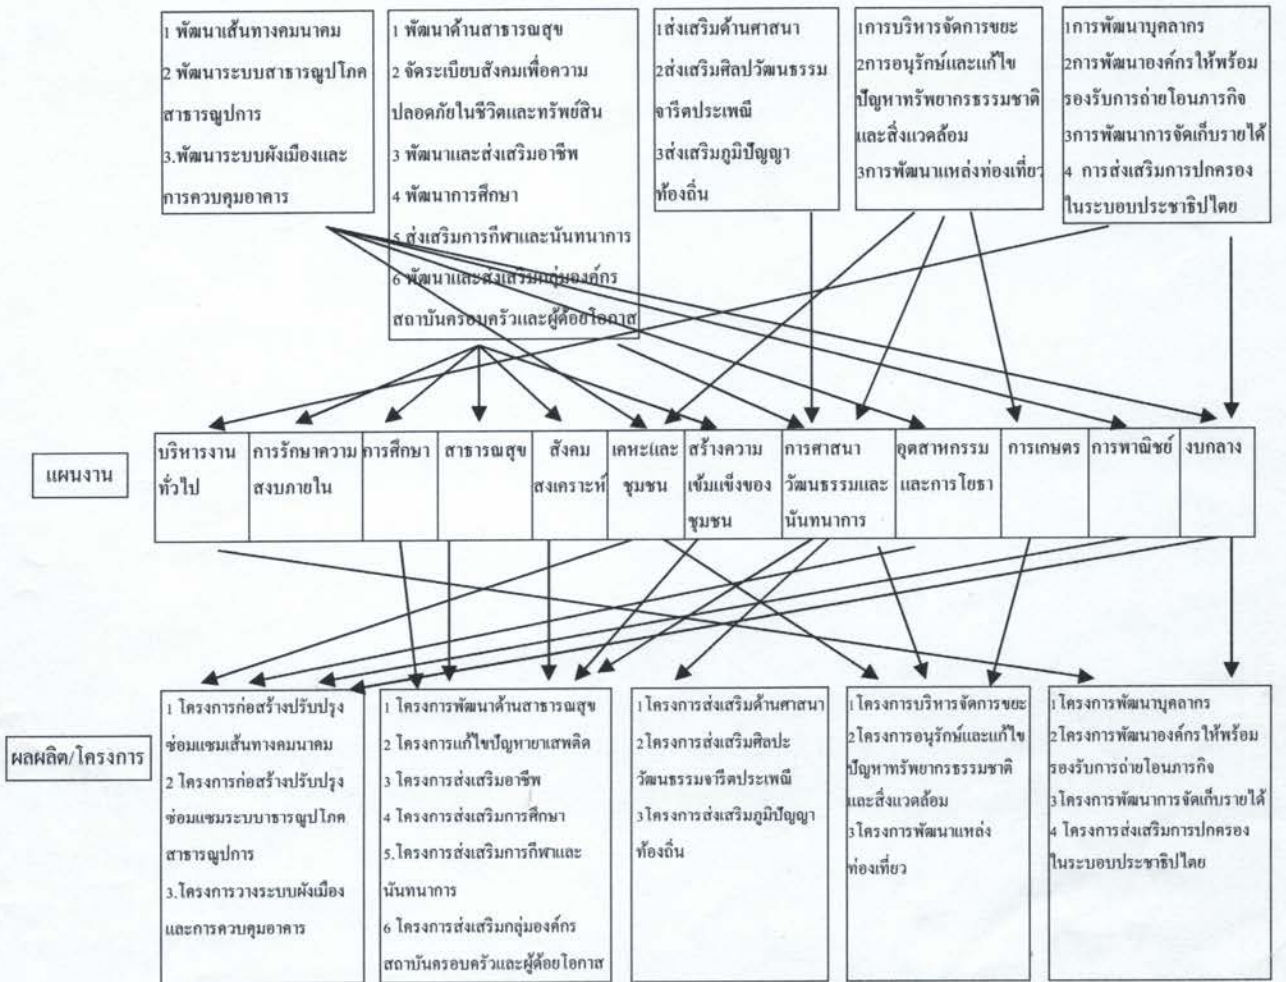 1 พัฒนาเส้นทางคมนาคม
2 พัฒนาระบบสาธารณูปโภค
สาธารณูปการ
3.พัฒนาระบบผังเมืองและ
การควบคุมอาคาร
1 พัฒนาด้านสาธารณสุข
2 จัดระเบียบสังคมเพื่อความ
ปลอดภัยในชีวิตและทรัพย์สิน
3 พัฒนาและส่งเสริมอาชีพ
4 พัฒนาการศึกษา
5 ส่งเสริมการกีฬาและนันทนาการ
6 พัฒนาและส่งเสริมกลุ่มองค์กร
สถาบันครอบครัวและผู้ด้อยโอกาส
1ส่งเสริมด้านศาสนา
2ส่งเสริมศิลปวัฒนธรรม
จารีตประเพณี
3ส่งเสริมภูมิปัญญา
ท้องถิ่น
1การบริหารจัดการขยะ
2การอนุรักษ์และแก้ไข
ปัญหาทรัพยากรธรรมชาติ
และสิ่งแวดล้อม
3การพัฒนาแหล่งท่องเที่ยว
1การพัฒนาบุคลากร
2การพัฒนาองค์กรให้พร้อม
รองรับการถ่ายโอนภารกิจ
3การพัฒนาการจัดเก็บรายได้
4 การส่งเสริมการปกครอง
ในระบอบประชาธิปไตย
แผนงาน
บริหารงาน
ทั่วไป
การรักษาความ
สงบภายใน
การศึกษา
สาธารณสุข
สังคม
สงเคราะห์
เคหะและ
ชุมชน
สร้างความ
เข้มแข็งของ
ชุมชน
การศาสนา
วัฒนธรรมและ
นันทนาการ
อุตสาหกรรม
และการโยธา
การเกษตร
การพาณิชย์
งบกลาง
ผลผลิต/โครงการ
1 โครงการก่อสร้างปรับปรุง
ซ่อมแซมเส้นทางคมนาคม
2 โครงการก่อสร้างปรับปรุง
ซ่อมแซมระบบาธารณูปโภค
สาธารณูปการ
3.โครงการวางระบบผังเมือง
และการควบคุมอาคาร
1 โครงการพัฒนาด้านสาธารณสุข
2 โครงการแก้ไขปัญหายาเสพติด
3 โครงการส่งเสริมอาชีพ
4 โครงการส่งเสริมการศึกษา
5.โครงการส่งเสริมการกีฬาและ
นันทนาการ
6 โครงการส่งเสริมกลุ่มองค์กร
สถาบันครอบครัวและผู้ด้อยโอกาส
1โครงการส่งเสริมด้านศาสนา
2โครงการส่งเสริมศิลปะ
วัฒนธรรมจารีตประเพณี
3โครงการส่งเสริมภูมิปัญญา
ท้องถิ่น
1โครงการบริหารจัดการขยะ
2โครงการอนุรักษ์และแก้ไข
ปัญหาทรัพยากรธรรมชาติ
และสิ่งแวดล้อม
3โครงการพัฒนาแหล่ง
ท่องเที่ยว
1โครงการพัฒนาบุคลากร
2โครงการพัฒนาองค์กรให้พร้อม
รองรับการถ่ายโอนภารกิจ
3โครงการพัฒนาการจัดเก็บรายได้
4 โครงการส่งเสริมการปกครอง
ในระบอบประชาธิปไตย